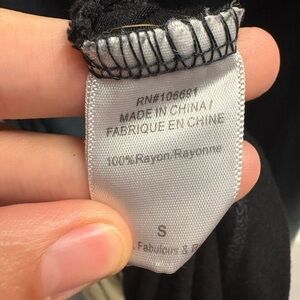 RN#106691
MADE IN CHINA /
FABRIQUE EN CHINE
100%Rayon/Rayonne
S
Fabulous &